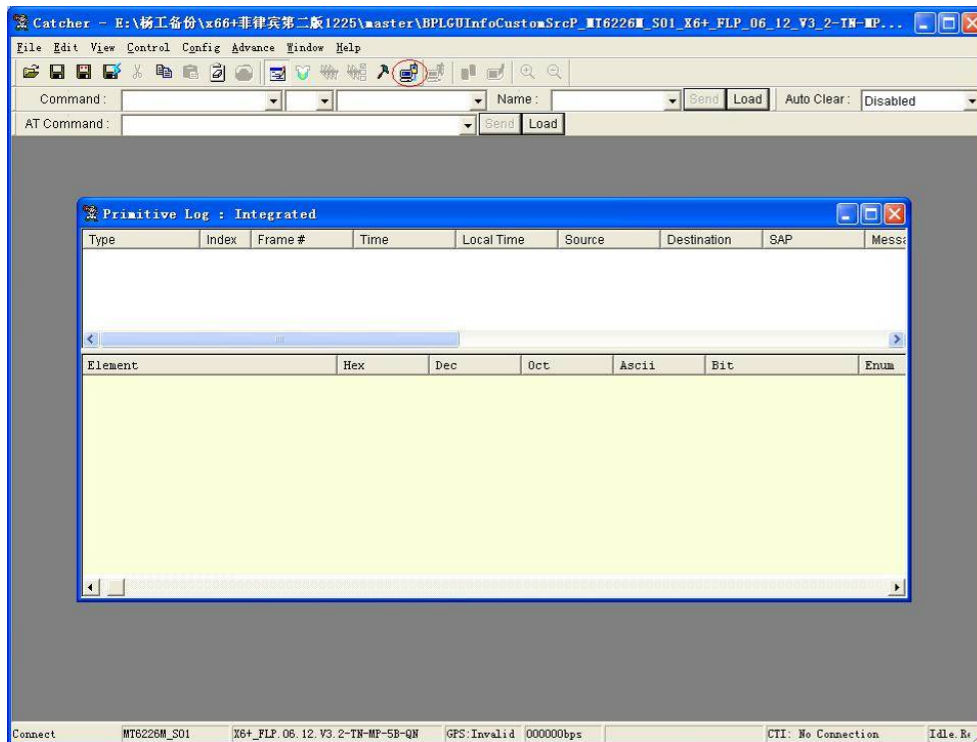 Catcher - E:\杨工备份\x66+菲律宾第二版1225\master\BPLGUInfoCustomSrcP_MT6226M_S01_X6+_FLP_06_12_V3_2-TN-MP...
File Edit View Control Config Advance Window Help
Command : Name : Send Load Auto Clear : Disabled
AT Command : Send Load
Primitive Log : Integrated
Type Index Frame # Time Local Time Source Destination SAP Messa
Element Hex Dec Oct Ascii Bit Enum
Connect MT6226M_S01 X6+_FLP.06.12.V3.2-TN-MP-5B-QN GPS:Invalid 000000bps CTI: No Connection Idle.Re